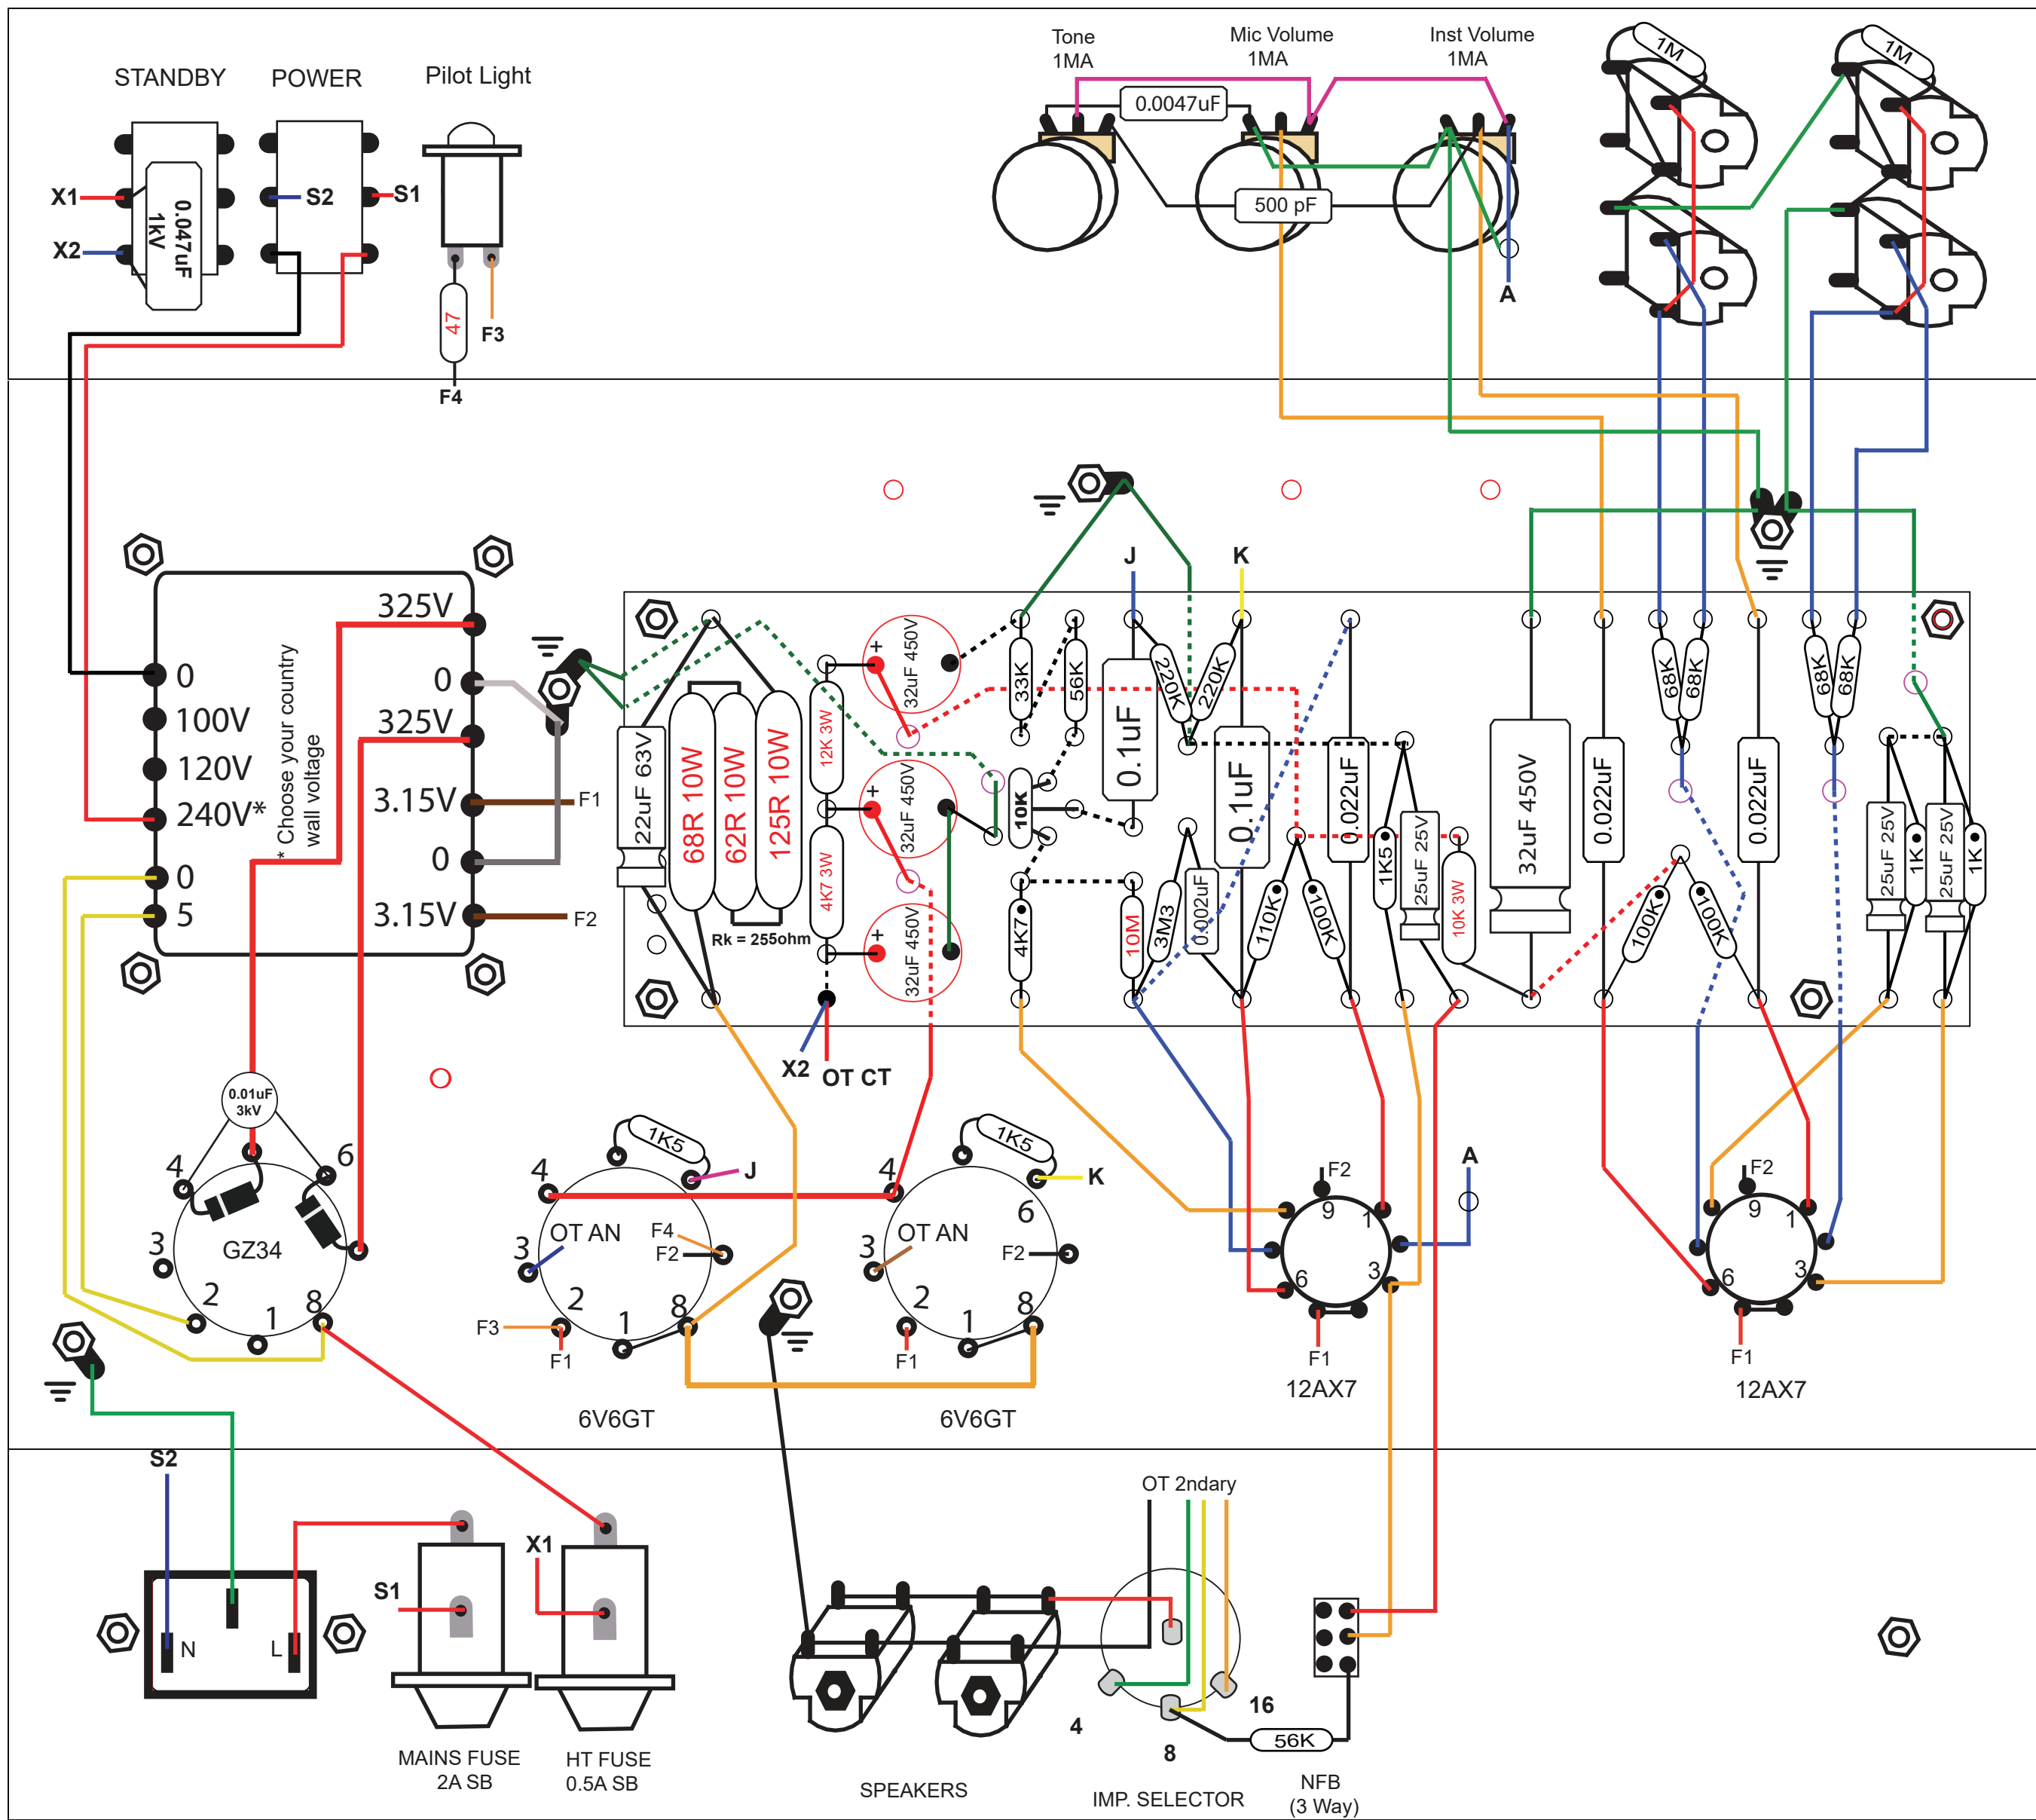 STANDBY
POWER
Pilot Light
Tone
1MA
Mic Volume
1MA
Inst Volume
1MA
1M
1M
0.0047uF
500 pF
X1
X2
0.047uF
1kV
S2
S1
47
F3
F4
A
J
K
325V
0
325V
3.15V
0
3.15V
F1
F2
0
100V
120V
240V*
0
5
* Choose your country
wall voltage
22uF 63V
68R 10W
62R 10W
125R 10W
Rk = 255ohm
12K 3W
4K7 3W
+
32uF 450V
+
32uF 450V
+
32uF 450V
33K
56K
10K
4K7
10M
0.1uF
220K
220K
0.1uF
3M3
0.002uF
110K
100K
0.022uF
1K5
25uF 25V
10K 3W
32uF 450V
0.022uF
68K
68K
100K
100K
0.022uF
68K
68K
25uF 25V
1K
25uF 25V
1K
X2
OT CT
0.01uF
3kV
4
6
3
GZ34
2
1
8
1K5
J
4
OT AN
F4
F2
3
2
1
8
F3
F1
6V6GT
1K5
K
4
6
OT AN
F2
3
2
1
8
F1
6V6GT
F2
9
1
6
3
F1
12AX7
A
F2
9
1
6
3
F1
12AX7
S2
N
L
S1
X1
MAINS FUSE
2A SB
HT FUSE
0.5A SB
SPEAKERS
OT 2ndary
4
8
16
IMP. SELECTOR
56K
NFB
(3 Way)